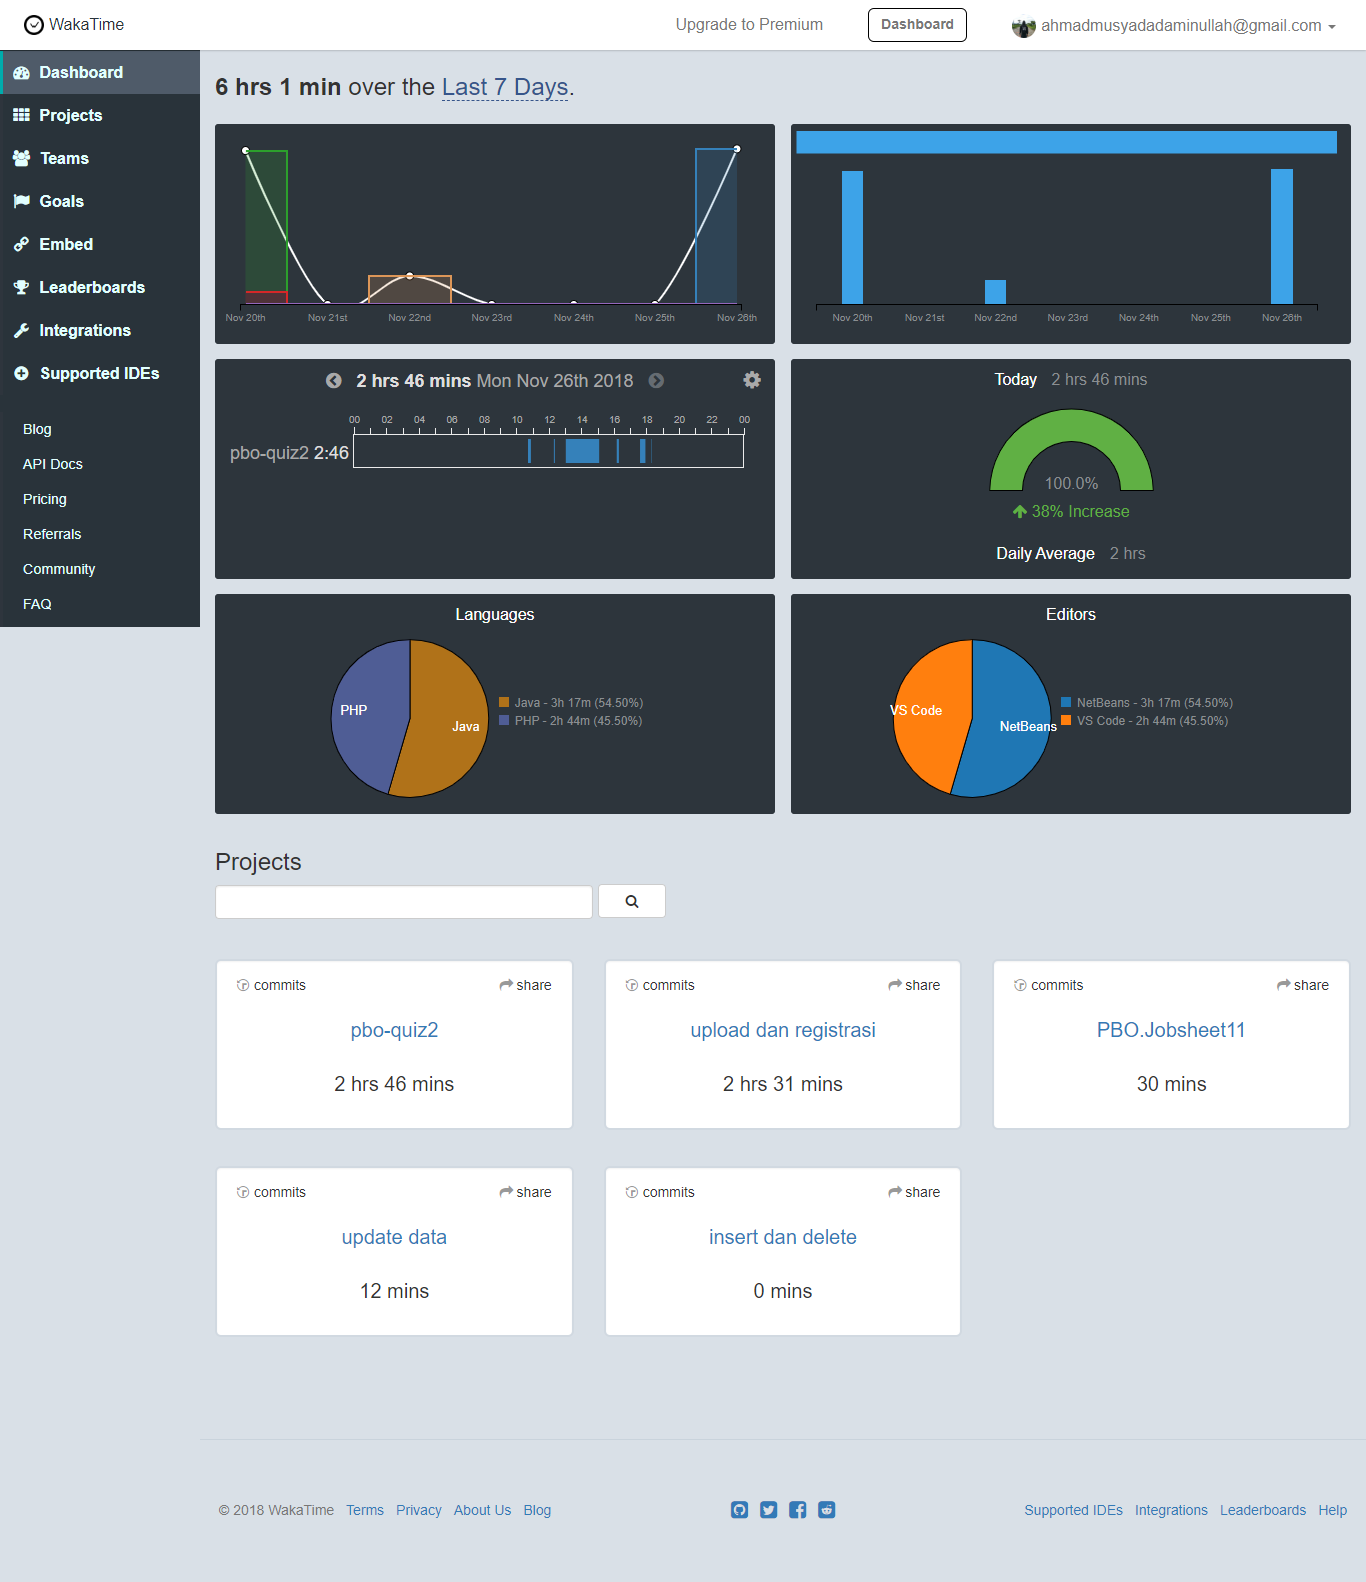 WakaTime
Upgrade to Premium
Dashboard
ahmadmusyadadaminullah@gmail.com
Dashboard
Projects
Teams
Goals
Embed
Leaderboards
Integrations
Supported IDEs
Blog
API Docs
Pricing
Referrals
Community
FAQ
6 hrs 1 min over the Last 7 Days.
Nov 20th Nov 21st Nov 22nd Nov 23rd Nov 24th Nov 25th Nov 26th
Nov 20th Nov 21st Nov 22nd Nov 23rd Nov 24th Nov 25th Nov 26th
2 hrs 46 mins Mon Nov 26th 2018
00 02 04 06 08 10 12 14 16 18 20 22 00
pbo-quiz2 2:46
Today 2 hrs 46 mins
100.0%
38% Increase
Daily Average 2 hrs
Languages
PHP
Java
Java - 3h 17m (54.50%)
PHP - 2h 44m (45.50%)
Editors
VS Code
NetBeans
NetBeans - 3h 17m (54.50%)
VS Code - 2h 44m (45.50%)
Projects
commits share
pbo-quiz2
2 hrs 46 mins
commits share
upload dan registrasi
2 hrs 31 mins
commits share
PBO.Jobsheet11
30 mins
commits share
update data
12 mins
commits share
insert dan delete
0 mins
© 2018 WakaTime Terms Privacy About Us Blog
Supported IDEs Integrations Leaderboards Help